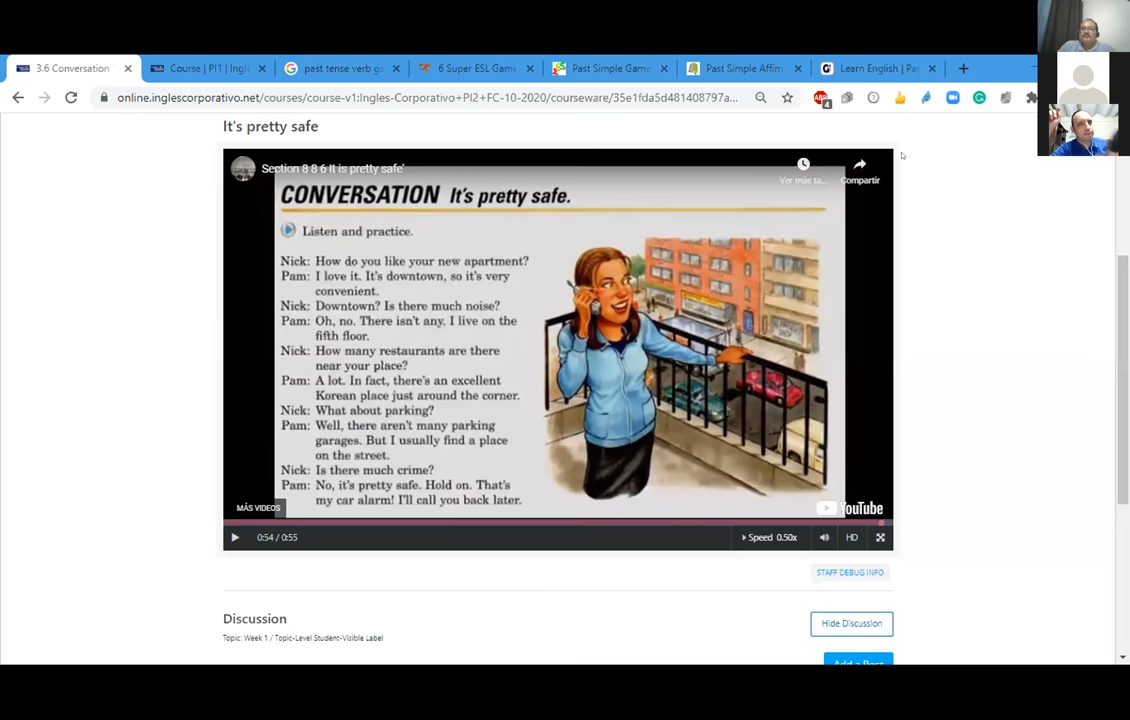 3.6 Conversation
Course | PI1 | Ingl
past tense verb ga
6 Super ESL Game
Past Simple Game
Past Simple Affirm
Learn English | Pa
online.inglescorporativo.net/courses/course-v1:Ingles-Corporativo+PI2+FC-10-2020/courseware/35e1fda5d481408797a...
4
It's pretty safe
Section 8 8 6 It is pretty safe'
Ver más ta...
Compartir
CONVERSATION It's pretty safe.
Listen and practice.
Nick: How do you like your new apartment?
Pam: I love it. It's downtown, so it's very
convenient.
Nick: Downtown? Is there much noise?
Pam: Oh, no. There isn't any. I live on the
fifth floor.
Nick: How many restaurants are there
near your place?
Pam: A lot. In fact, there's an excellent
Korean place just around the corner.
Nick: What about parking?
Pam: Well, there aren't many parking
garages. But I usually find a place
on the street.
Nick: Is there much crime?
Pam: No, it's pretty safe. Hold on. That's
my car alarm! I'll call you back later.
MÁS VIDEOS
YouTube
0:54 / 0:55
Speed 0.50x
HD
STAFF DEBUG INFO
Discussion
Hide Discussion
Topic: Week 1 / Topic-Level Student-Visible Label
Add a Post